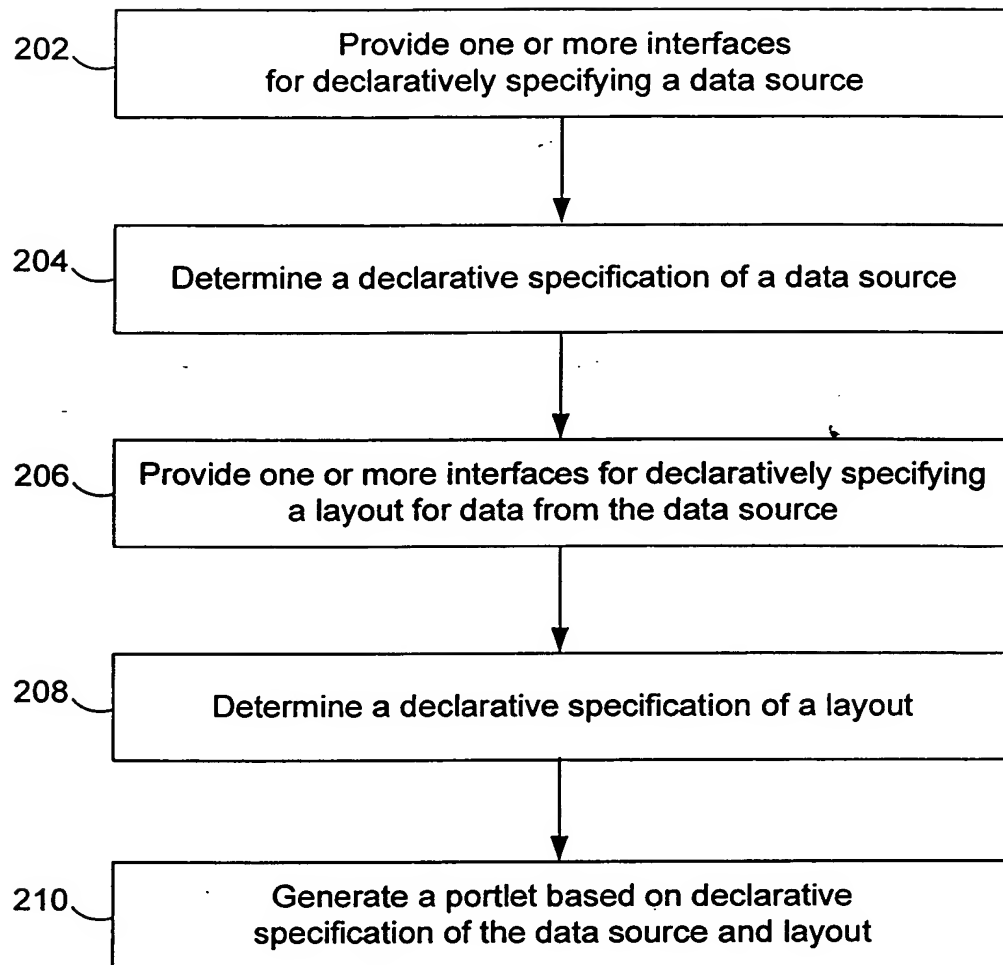 202
Provide one or more interfaces
for declaratively specifying a data source
204
Determine a declarative specification of a data source
206
Provide one or more interfaces for declaratively specifying
a layout for data from the data source
208
Determine a declarative specification of a layout
210
Generate a portlet based on declarative
specification of the data source and layout